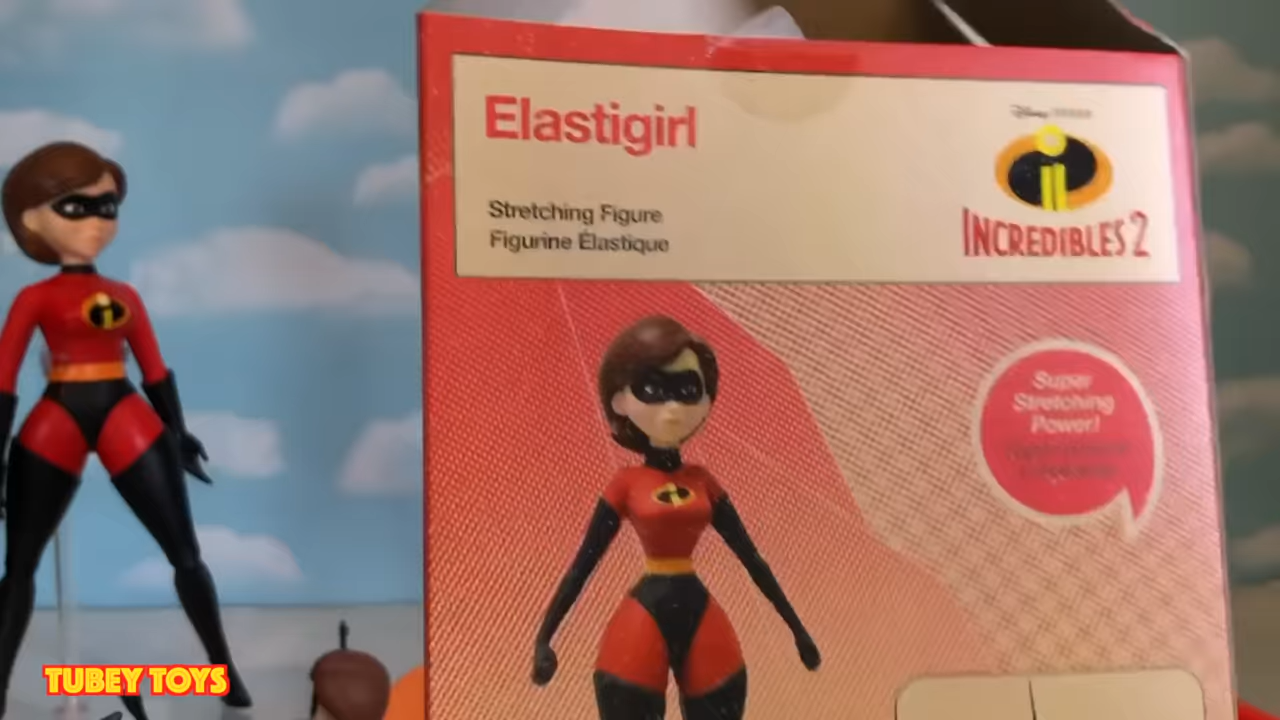 Elastigirl
Stretching Figure
Figurine Élastique
Disney
INCREDIBLES 2
Super
Stretching
Power!
TUBEY TOYS